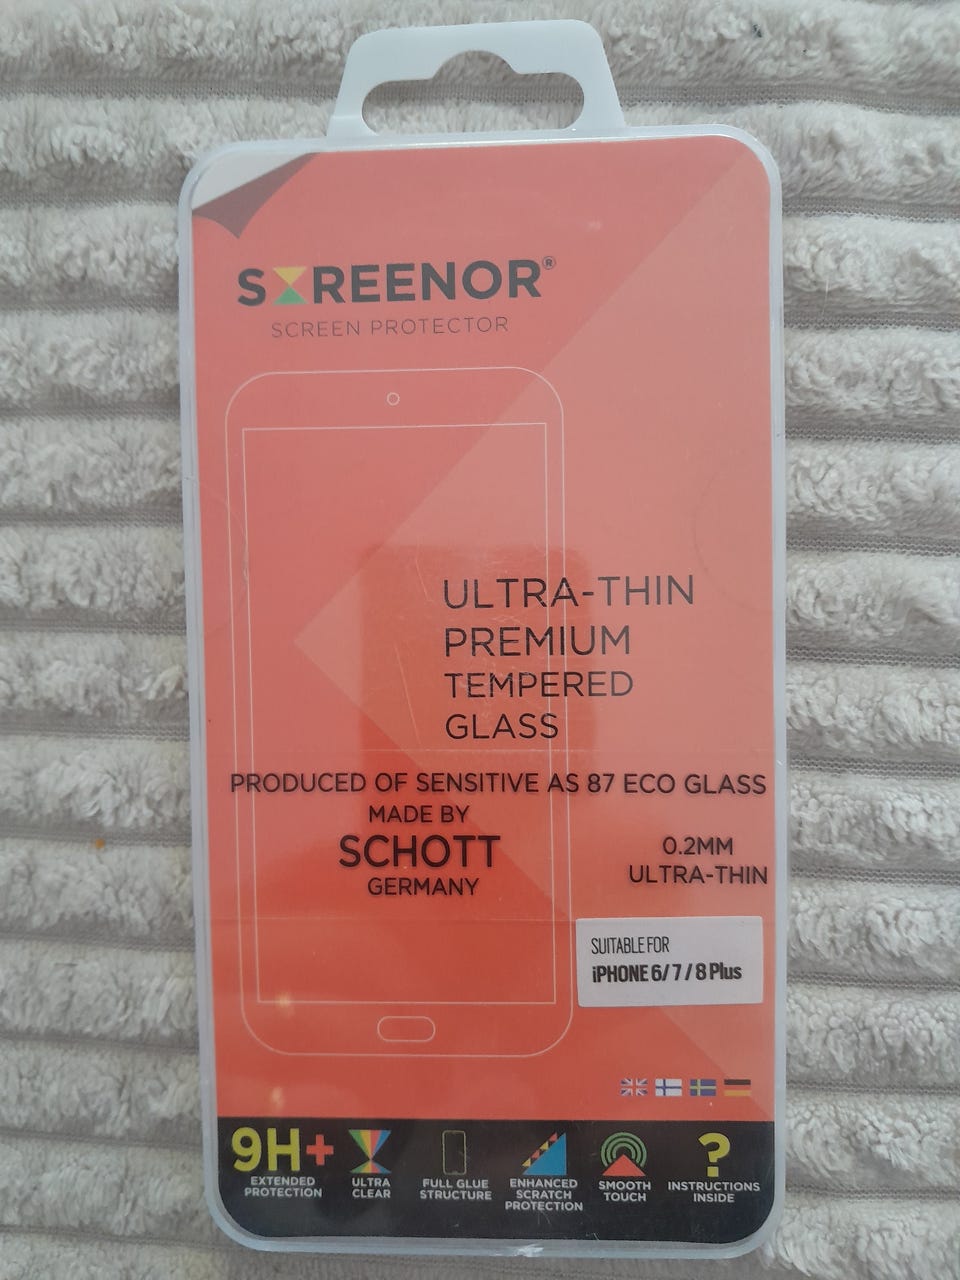 SCREENOR®
SCREEN PROTECTOR
ULTRA-THIN
PREMIUM
TEMPERED
GLASS
PRODUCED OF SENSITIVE AS 87 ECO GLASS
MADE BY
SCHOTT
GERMANY
0.2MM
ULTRA-THIN
SUITABLE FOR
iPHONE 6/7/8 Plus
9H+
EXTENDED
PROTECTION
ULTRA
CLEAR
FULL GLUE
STRUCTURE
ENHANCED
SCRATCH
PROTECTION
SMOOTH
TOUCH
?
INSTRUCTIONS
INSIDE